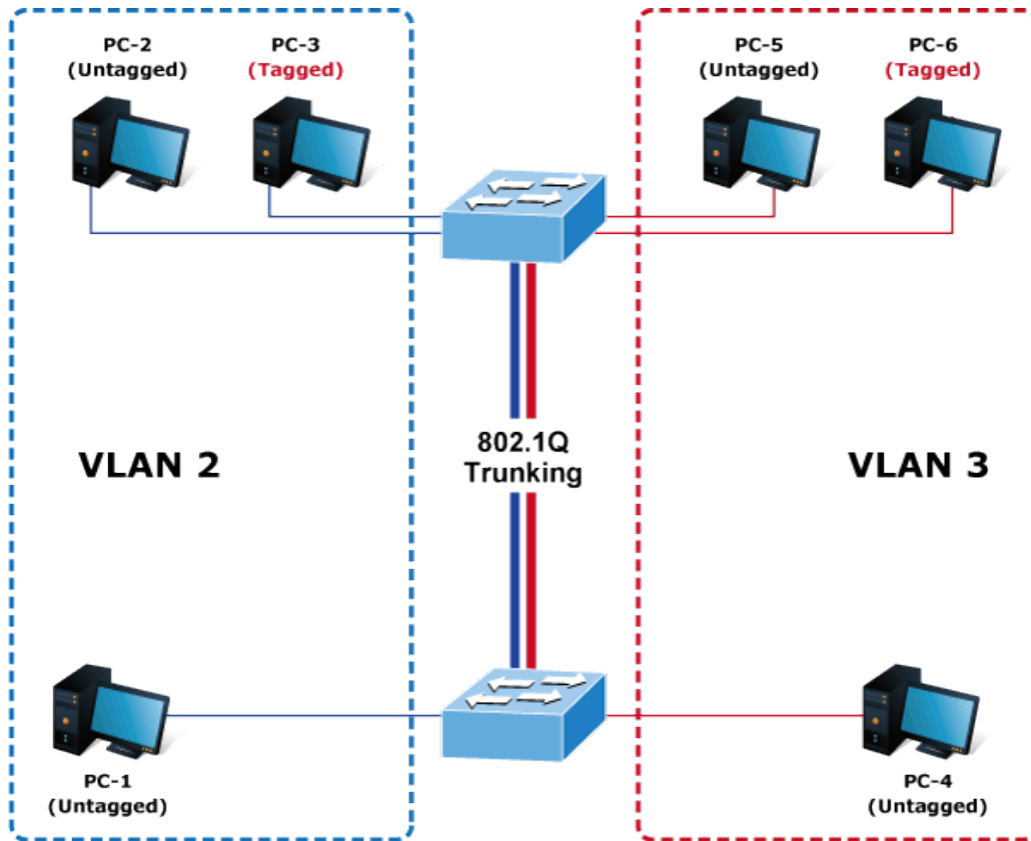 PC-2
(Untagged)
PC-3
(Tagged)
PC-5
(Untagged)
PC-6
(Tagged)
802.1Q
Trunking
VLAN 2
VLAN 3
PC-1
(Untagged)
PC-4
(Untagged)